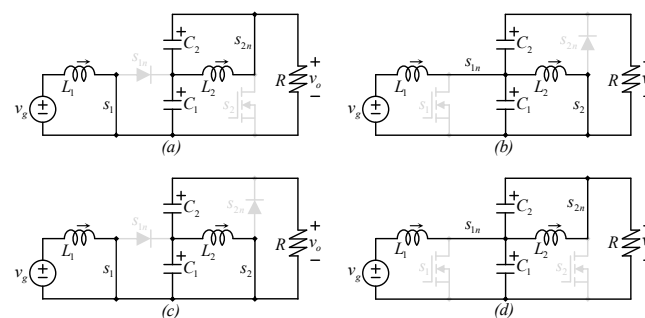 s1n
C2
s2n
+
L1
s1
L2
R
+
vo
−
vg
+
C1
s2
(a)
s1n
C2
s2n
+
L1
s1
L2
R
+
v
−
vg
+
C1
s2
(b)
s1n
C2
s2n
+
L1
s1
L2
R
+
vo
−
vg
+
C1
s2
(c)
s1n
C2
s2n
+
L1
s1
L2
R
+
v
−
vg
+
C1
s2
(d)